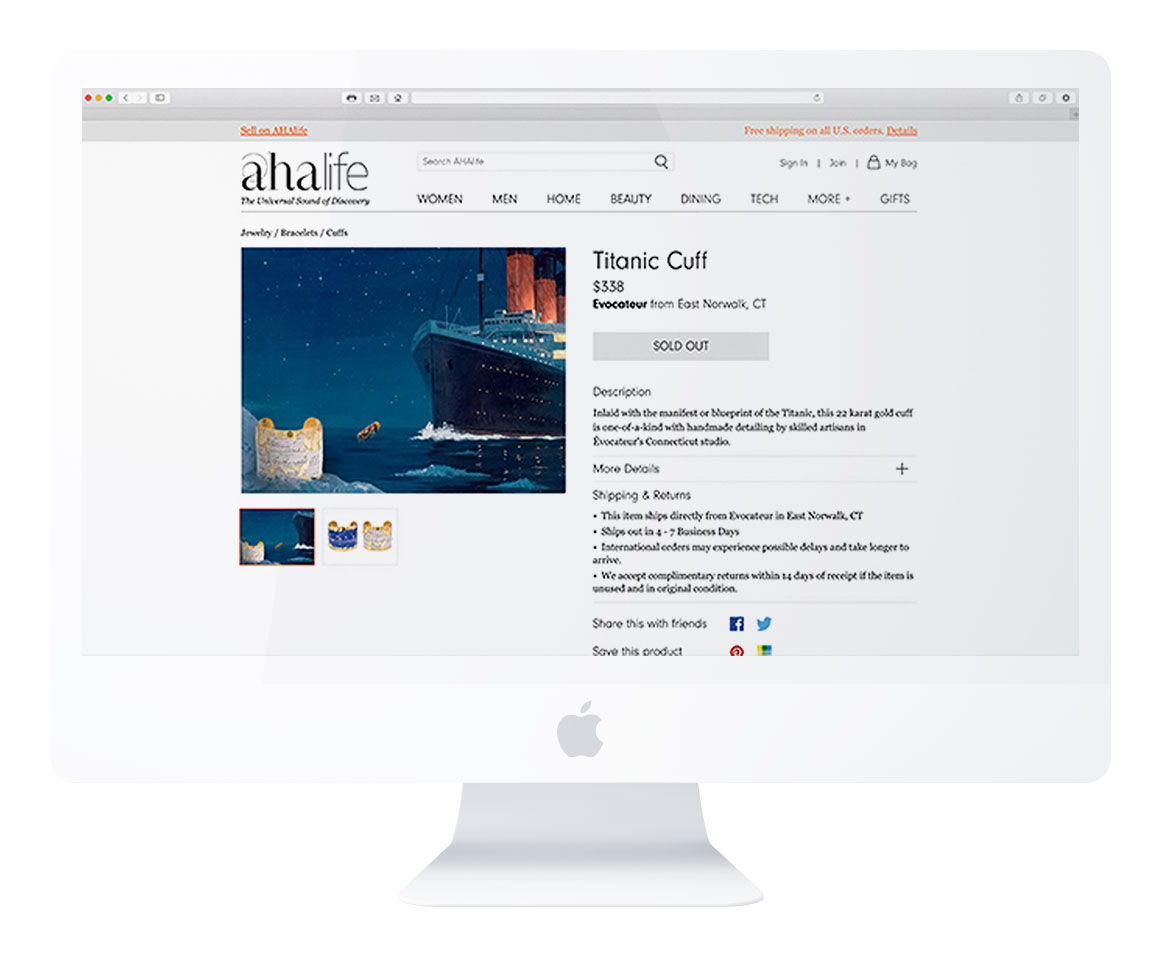 Sell on AHAlife
Free shipping on all U.S. orders. Details
ahalife
The Universal Sound of Discovery
Search AHAlife
Sign In | Join | My Bag
WOMEN MEN HOME BEAUTY DINING TECH MORE + GIFTS
Jewelry / Bracelets / Cuffs
Titanic Cuff
$338
Evocateur from East Norwalk, CT
SOLD OUT
Description
Inlaid with the manifest or blueprint of the Titanic, this 22 karat gold cuff
is one-of-a-kind with handmade detailing by skilled artisans in
Évocateur's Connecticut studio.
More Details +
Shipping & Returns
• This item ships directly from Evocateur in East Norwalk, CT
• Ships out in 4 - 7 Business Days
• International orders may experience possible delays and take longer to
arrive.
• We accept complimentary returns within 14 days of receipt if the item is
unused and in original condition.
Share this with friends
Save this product